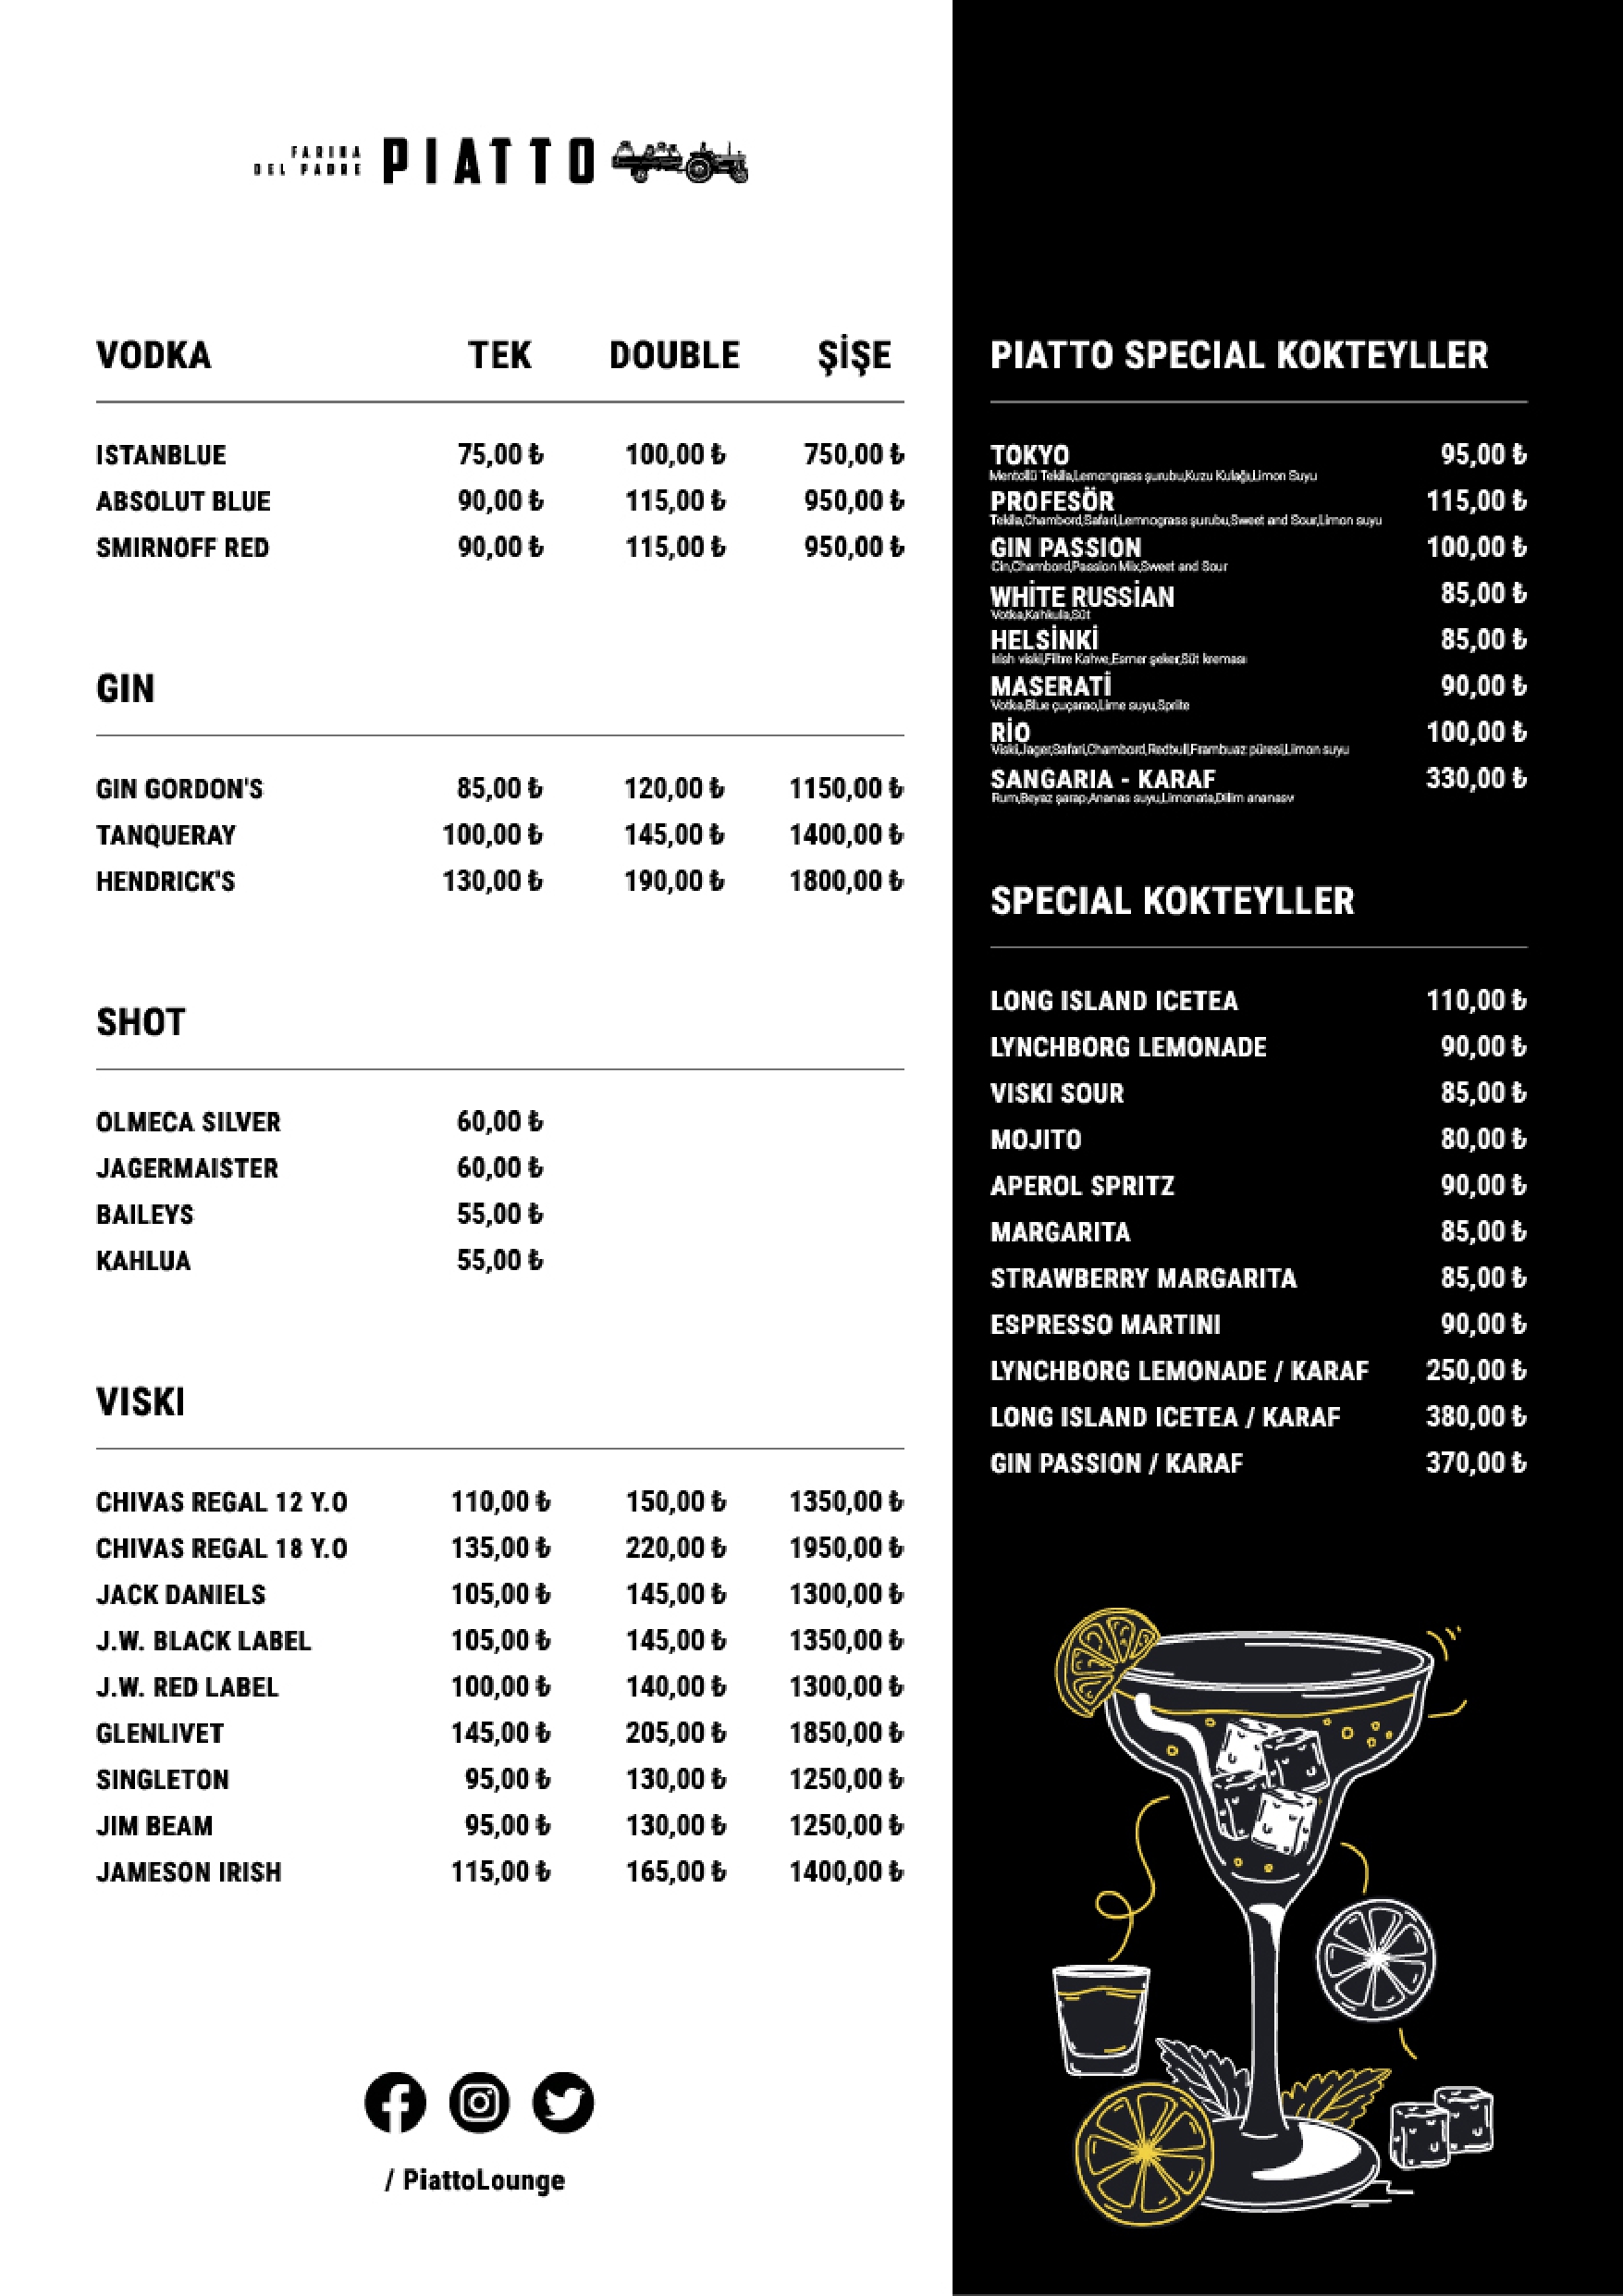 FARINA
DEL PADRE
PIATTO
VODKA TEK DOUBLE ŞİŞE
ISTANBLUE 75,00 ₺ 100,00 ₺ 750,00 ₺
ABSOLUT BLUE 90,00 ₺ 115,00 ₺ 950,00 ₺
SMIRNOFF RED 90,00 ₺ 115,00 ₺ 950,00 ₺
GIN
GIN GORDON'S 85,00 ₺ 120,00 ₺ 1150,00 ₺
TANQUERAY 100,00 ₺ 145,00 ₺ 1400,00 ₺
HENDRICK'S 130,00 ₺ 190,00 ₺ 1800,00 ₺
SHOT
OLMECA SILVER 60,00 ₺
JAGERMAISTER 60,00 ₺
BAILEYS 55,00 ₺
KAHLUA 55,00 ₺
VISKI
CHIVAS REGAL 12 Y.O 110,00 ₺ 150,00 ₺ 1350,00 ₺
CHIVAS REGAL 18 Y.O 135,00 ₺ 220,00 ₺ 1950,00 ₺
JACK DANIELS 105,00 ₺ 145,00 ₺ 1300,00 ₺
J.W. BLACK LABEL 105,00 ₺ 145,00 ₺ 1350,00 ₺
J.W. RED LABEL 100,00 ₺ 140,00 ₺ 1300,00 ₺
GLENLIVET 145,00 ₺ 205,00 ₺ 1850,00 ₺
SINGLETON 95,00 ₺ 130,00 ₺ 1250,00 ₺
JIM BEAM 95,00 ₺ 130,00 ₺ 1250,00 ₺
JAMESON IRISH 115,00 ₺ 165,00 ₺ 1400,00 ₺
/ PiattoLounge
PIATTO SPECIAL KOKTEYLLER
TOKYO 95,00 ₺
Mentollü Tekila,Lemongrass şurubu,Kuzu Kulağı,Limon Suyu
PROFESÖR 115,00 ₺
Tekila,Chambord,Safari,Lemnograss şurubu,Sweet and Sour,Limon suyu
GIN PASSION 100,00 ₺
Cin,Chambord,Passion Mix,Sweet and Sour
WHİTE RUSSİAN 85,00 ₺
Votka,Kahkula,Süt
HELSİNKİ 85,00 ₺
Irish viski,Filtre Kahve,Esmer şeker,Süt kreması
MASERATİ 90,00 ₺
Votka,Blue çuçarao,Lime suyu,Sprite
RİO 100,00 ₺
Viski,Jager,Safari,Chambord,Redbull,Frambuaz püresi,Limon suyu
SANGARIA - KARAF 330,00 ₺
Rum,Beyaz şarap,Ananas suyu,Limonata,Dilim ananasv
SPECIAL KOKTEYLLER
LONG ISLAND ICETEA 110,00 ₺
LYNCHBORG LEMONADE 90,00 ₺
VISKI SOUR 85,00 ₺
MOJITO 80,00 ₺
APEROL SPRITZ 90,00 ₺
MARGARITA 85,00 ₺
STRAWBERRY MARGARITA 85,00 ₺
ESPRESSO MARTINI 90,00 ₺
LYNCHBORG LEMONADE / KARAF 250,00 ₺
LONG ISLAND ICETEA / KARAF 380,00 ₺
GIN PASSION / KARAF 370,00 ₺